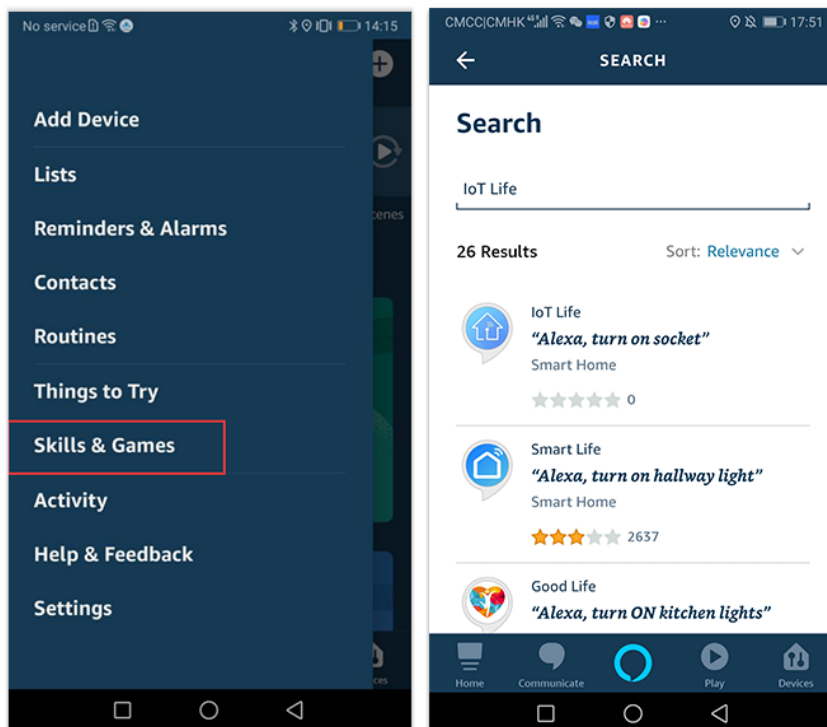 No service 14:15
Add Device
Lists
Reminders & Alarms
Contacts
Routines
Things to Try
Skills & Games
Activity
Help & Feedback
Settings
cenes
ces
CMCC|CMHK 17:51
SEARCH
Search
IoT Life
26 Results Sort: Relevance
IoT Life
“Alexa, turn on socket”
Smart Home
0
Smart Life
“Alexa, turn on hallway light”
Smart Home
2637
Good Life
“Alexa, turn ON kitchen lights”
Home Communicate Play Devices